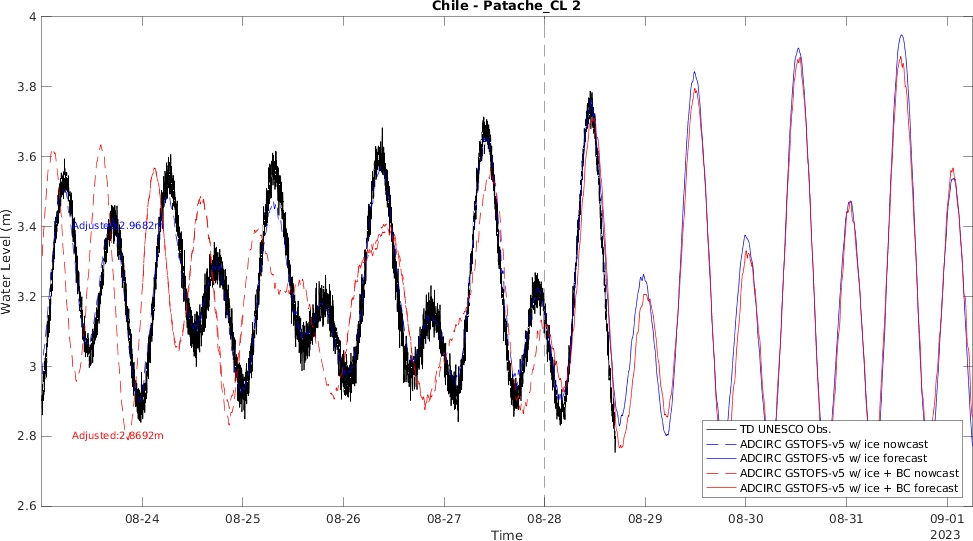 Chile - Patache_CL 2
4
3.8
3.6
3.4
3.2
3
2.8
2.6
Water Level (m)
Adjusted:2.9682m
Adjusted:2.8692m
TD UNESCO Obs.
ADCIRC GSTOFS-v5 w/ ice nowcast
ADCIRC GSTOFS-v5 w/ ice forecast
ADCIRC GSTOFS-v5 w/ ice + BC nowcast
ADCIRC GSTOFS-v5 w/ ice + BC forecast
08-24
08-25
08-26
08-27
08-28
08-29
08-30
08-31
09-01
2023
Time